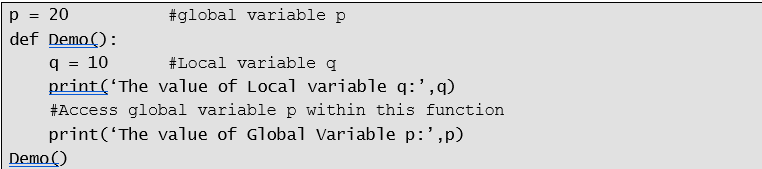 p = 20          #global variable p
def Demo():
    q = 10      #Local variable q
    print(‘The value of Local variable q:’,q)
    #Access global variable p within this function
    print(‘The value of Global Variable p:’,p)
Demo()